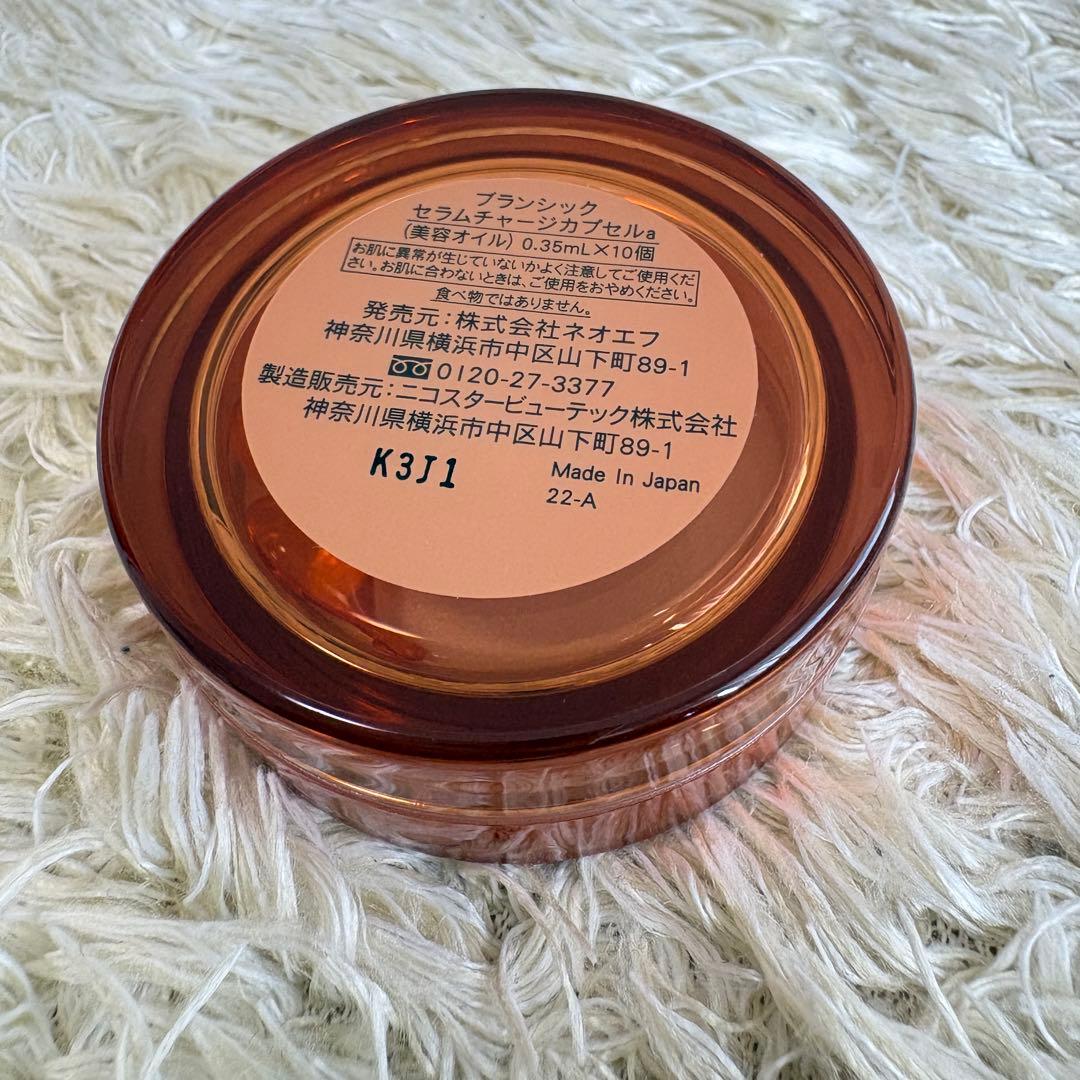 ブランシック
セラムチャージカプセルa
(美容オイル) 0.35mL×10個
お肌に異常が生じていないかよく注意してご使用くだ
さい。お肌に合わないときは、ご使用をおやめください。
食べ物ではありません。
発売元:株式会社ネオエフ
神奈川県横浜市中区山下町89-1
0120-27-3377
製造販売元:ニコスタービューテック株式会社
神奈川県横浜市中区山下町89-1
K3J1
Made In Japan
22-A